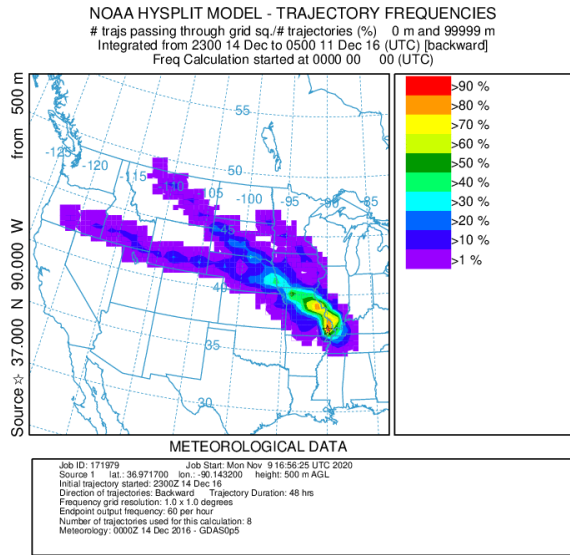 NOAA HYSPLIT MODEL - TRAJECTORY FREQUENCIES
# trajs passing through grid sq./# trajectories (%) 0 m and 99999 m
Integrated from 2300 14 Dec to 0500 11 Dec 16 (UTC) [backward]
Freq Calculation started at 0000 00 00 (UTC)
Source ☆ 37.000 N 90.000 W from 500 m
-125
-120
-115
-110
-105
-100
-95
-90
-85
55
50
45
40
35
30
>90 %
>80 %
>70 %
>60 %
>50 %
>40 %
>30 %
>20 %
>10 %
>1 %
METEOROLOGICAL DATA
Job ID: 171979 Job Start: Mon Nov 9 16:56:25 UTC 2020
Source 1 lat.: 36.971700 lon.: -90.143200 height: 500 m AGL
Initial trajectory started: 2300Z 14 Dec 16
Direction of trajectories: Backward Trajectory Duration: 48 hrs
Frequency grid resolution: 1.0 x 1.0 degrees
Endpoint output frequency: 60 per hour
Number of trajectories used for this calculation: 8
Meteorology: 0000Z 14 Dec 2016 - GDAS0p5